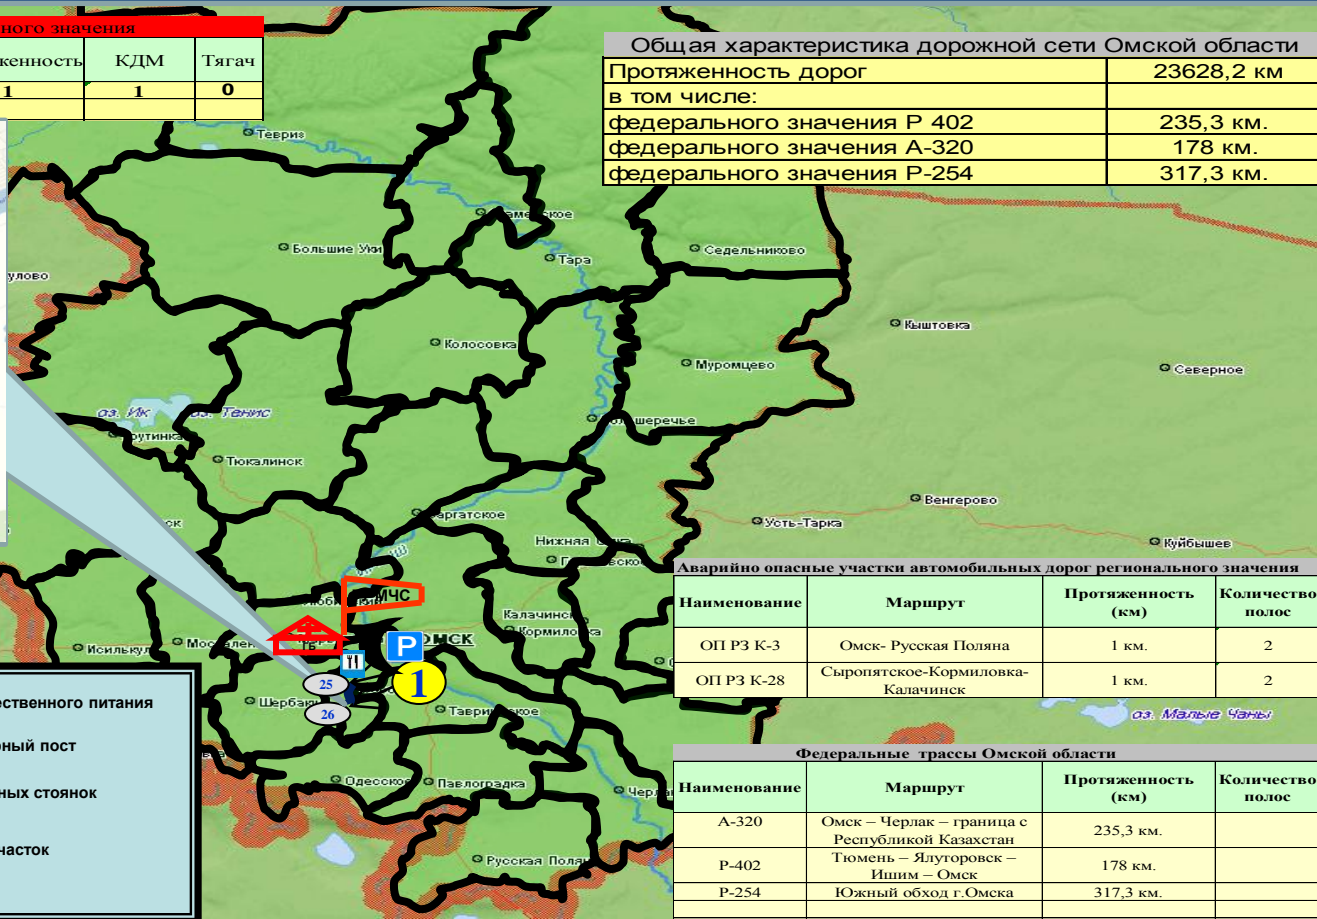 ного значения
женность КДМ Тягач
1 1 0
Общая характеристика дорожной сети Омской области
Протяженность дорог 23628,2 км
в том числе:
федерального значения Р 402 235,3 км.
федерального значения А-320 178 км.
федерального значения Р-254 317,3 км.
Тевриз
Большие Уки
Тара
Седельниково
улово
Кыштовка
Колосовка
Муромцево
Северное
оз. Ик
оз. Тенис
Тюкалинск
Венгерово
Усть-Тарка
Куйбышев
Нижняя
МЧС
Калачинск
Кормиловка
Исилькуль
P
1
25
26
оз. Малые Чаны
Одесское
Павлоградка
Русская Поляна
Аварийно опасные участки автомобильных дорог регионального значения
Наименование Маршрут Протяженность (км) Количество полос
ОП РЗ К-3 Омск- Русская Поляна 1 км. 2
ОП РЗ К-28 Сыропятское-Кормиловка-
Калачинск 1 км. 2
Федеральные трассы Омской области
Наименование Маршрут Протяженность (км) Количество полос
А-320 Омск – Черлак – граница с
Республикой Казахстан 235,3 км.
Р-402 Тюмень – Ялуторовск –
Ишим – Омск 178 км.
Р-254 Южный обход г.Омска 317,3 км.
ественного питания
рный пост
ных стоянок
часток